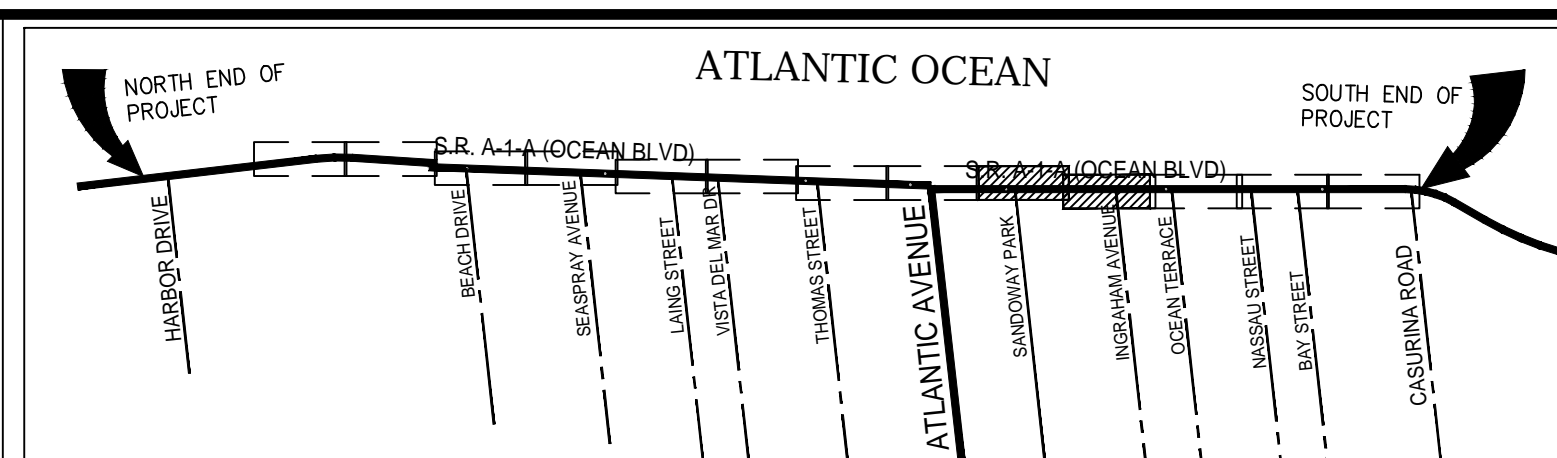 ATLANTIC OCEAN
NORTH END OF
PROJECT
SOUTH END OF
PROJECT
S.R. A-1-A (OCEAN BLVD)
S.R. A-1-A (OCEAN BLVD)
HARBOR DRIVE
BEACH DRIVE
SEASPRAY AVENUE
LAING STREET
VISTA DEL MAR DR
THOMAS STREET
ATLANTIC AVENUE
SANDOWAY PARK
INGRAHAM AVENUE
OCEAN TERRACE
NASSAU STREET
BAY STREET
CASURINA ROAD